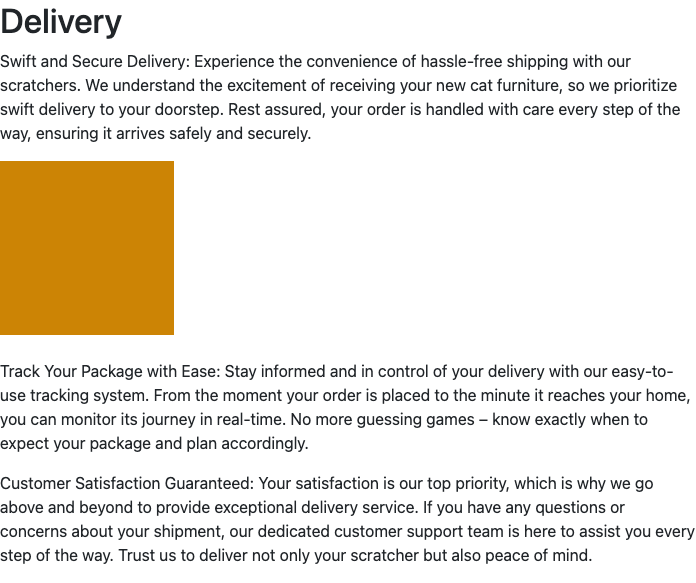 Delivery
Swift and Secure Delivery: Experience the convenience of hassle-free shipping with our
scratchers. We understand the excitement of receiving your new cat furniture, so we prioritize
swift delivery to your doorstep. Rest assured, your order is handled with care every step of the
way, ensuring it arrives safely and securely.
Track Your Package with Ease: Stay informed and in control of your delivery with our easy-to-
use tracking system. From the moment your order is placed to the minute it reaches your home,
you can monitor its journey in real-time. No more guessing games – know exactly when to
expect your package and plan accordingly.
Customer Satisfaction Guaranteed: Your satisfaction is our top priority, which is why we go
above and beyond to provide exceptional delivery service. If you have any questions or
concerns about your shipment, our dedicated customer support team is here to assist you every
step of the way. Trust us to deliver not only your scratcher but also peace of mind.